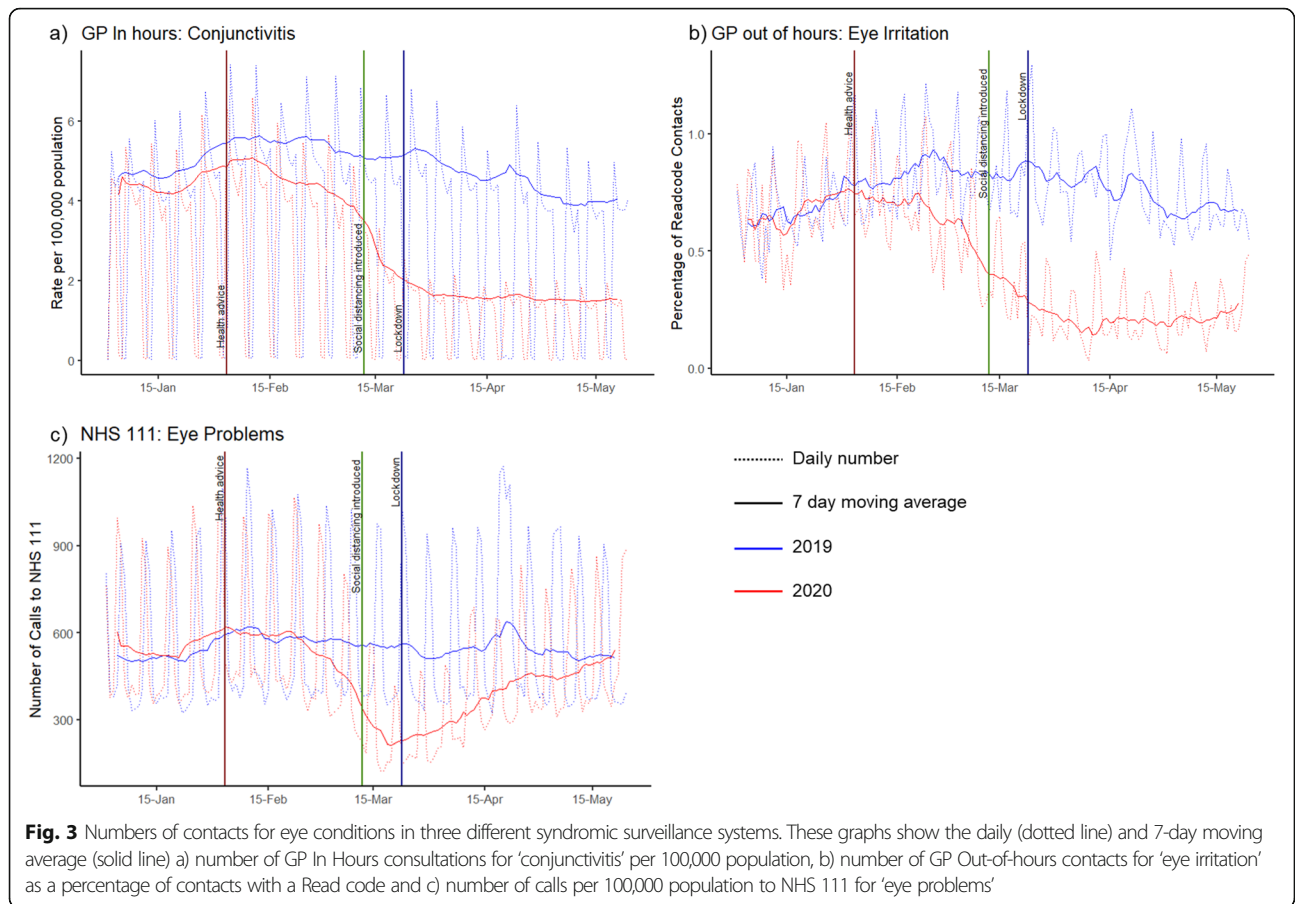 a) GP In hours: Conjunctivitis
Rate per 100,000 population
6
4
2
0
Health advice
Social distancing introduced
Lockdown
15-Jan 15-Feb 15-Mar 15-Apr 15-May
b) GP out of hours: Eye Irritation
Percentage of Readcode Contacts
1.0
0.5
0.0
Health advice
Social distancing introduced
Lockdown
15-Jan 15-Feb 15-Mar 15-Apr 15-May
c) NHS 111: Eye Problems
Number of Calls to NHS 111
1200
900
600
300
Health advice
Social distancing introduced
Lockdown
15-Jan 15-Feb 15-Mar 15-Apr 15-May
Daily number
7 day moving average
2019
2020
Fig. 3 Numbers of contacts for eye conditions in three different syndromic surveillance systems. These graphs show the daily (dotted line) and 7-day moving
average (solid line) a) number of GP In Hours consultations for ‘conjunctivitis’ per 100,000 population, b) number of GP Out-of-hours contacts for ‘eye irritation’
as a percentage of contacts with a Read code and c) number of calls per 100,000 population to NHS 111 for ‘eye problems’